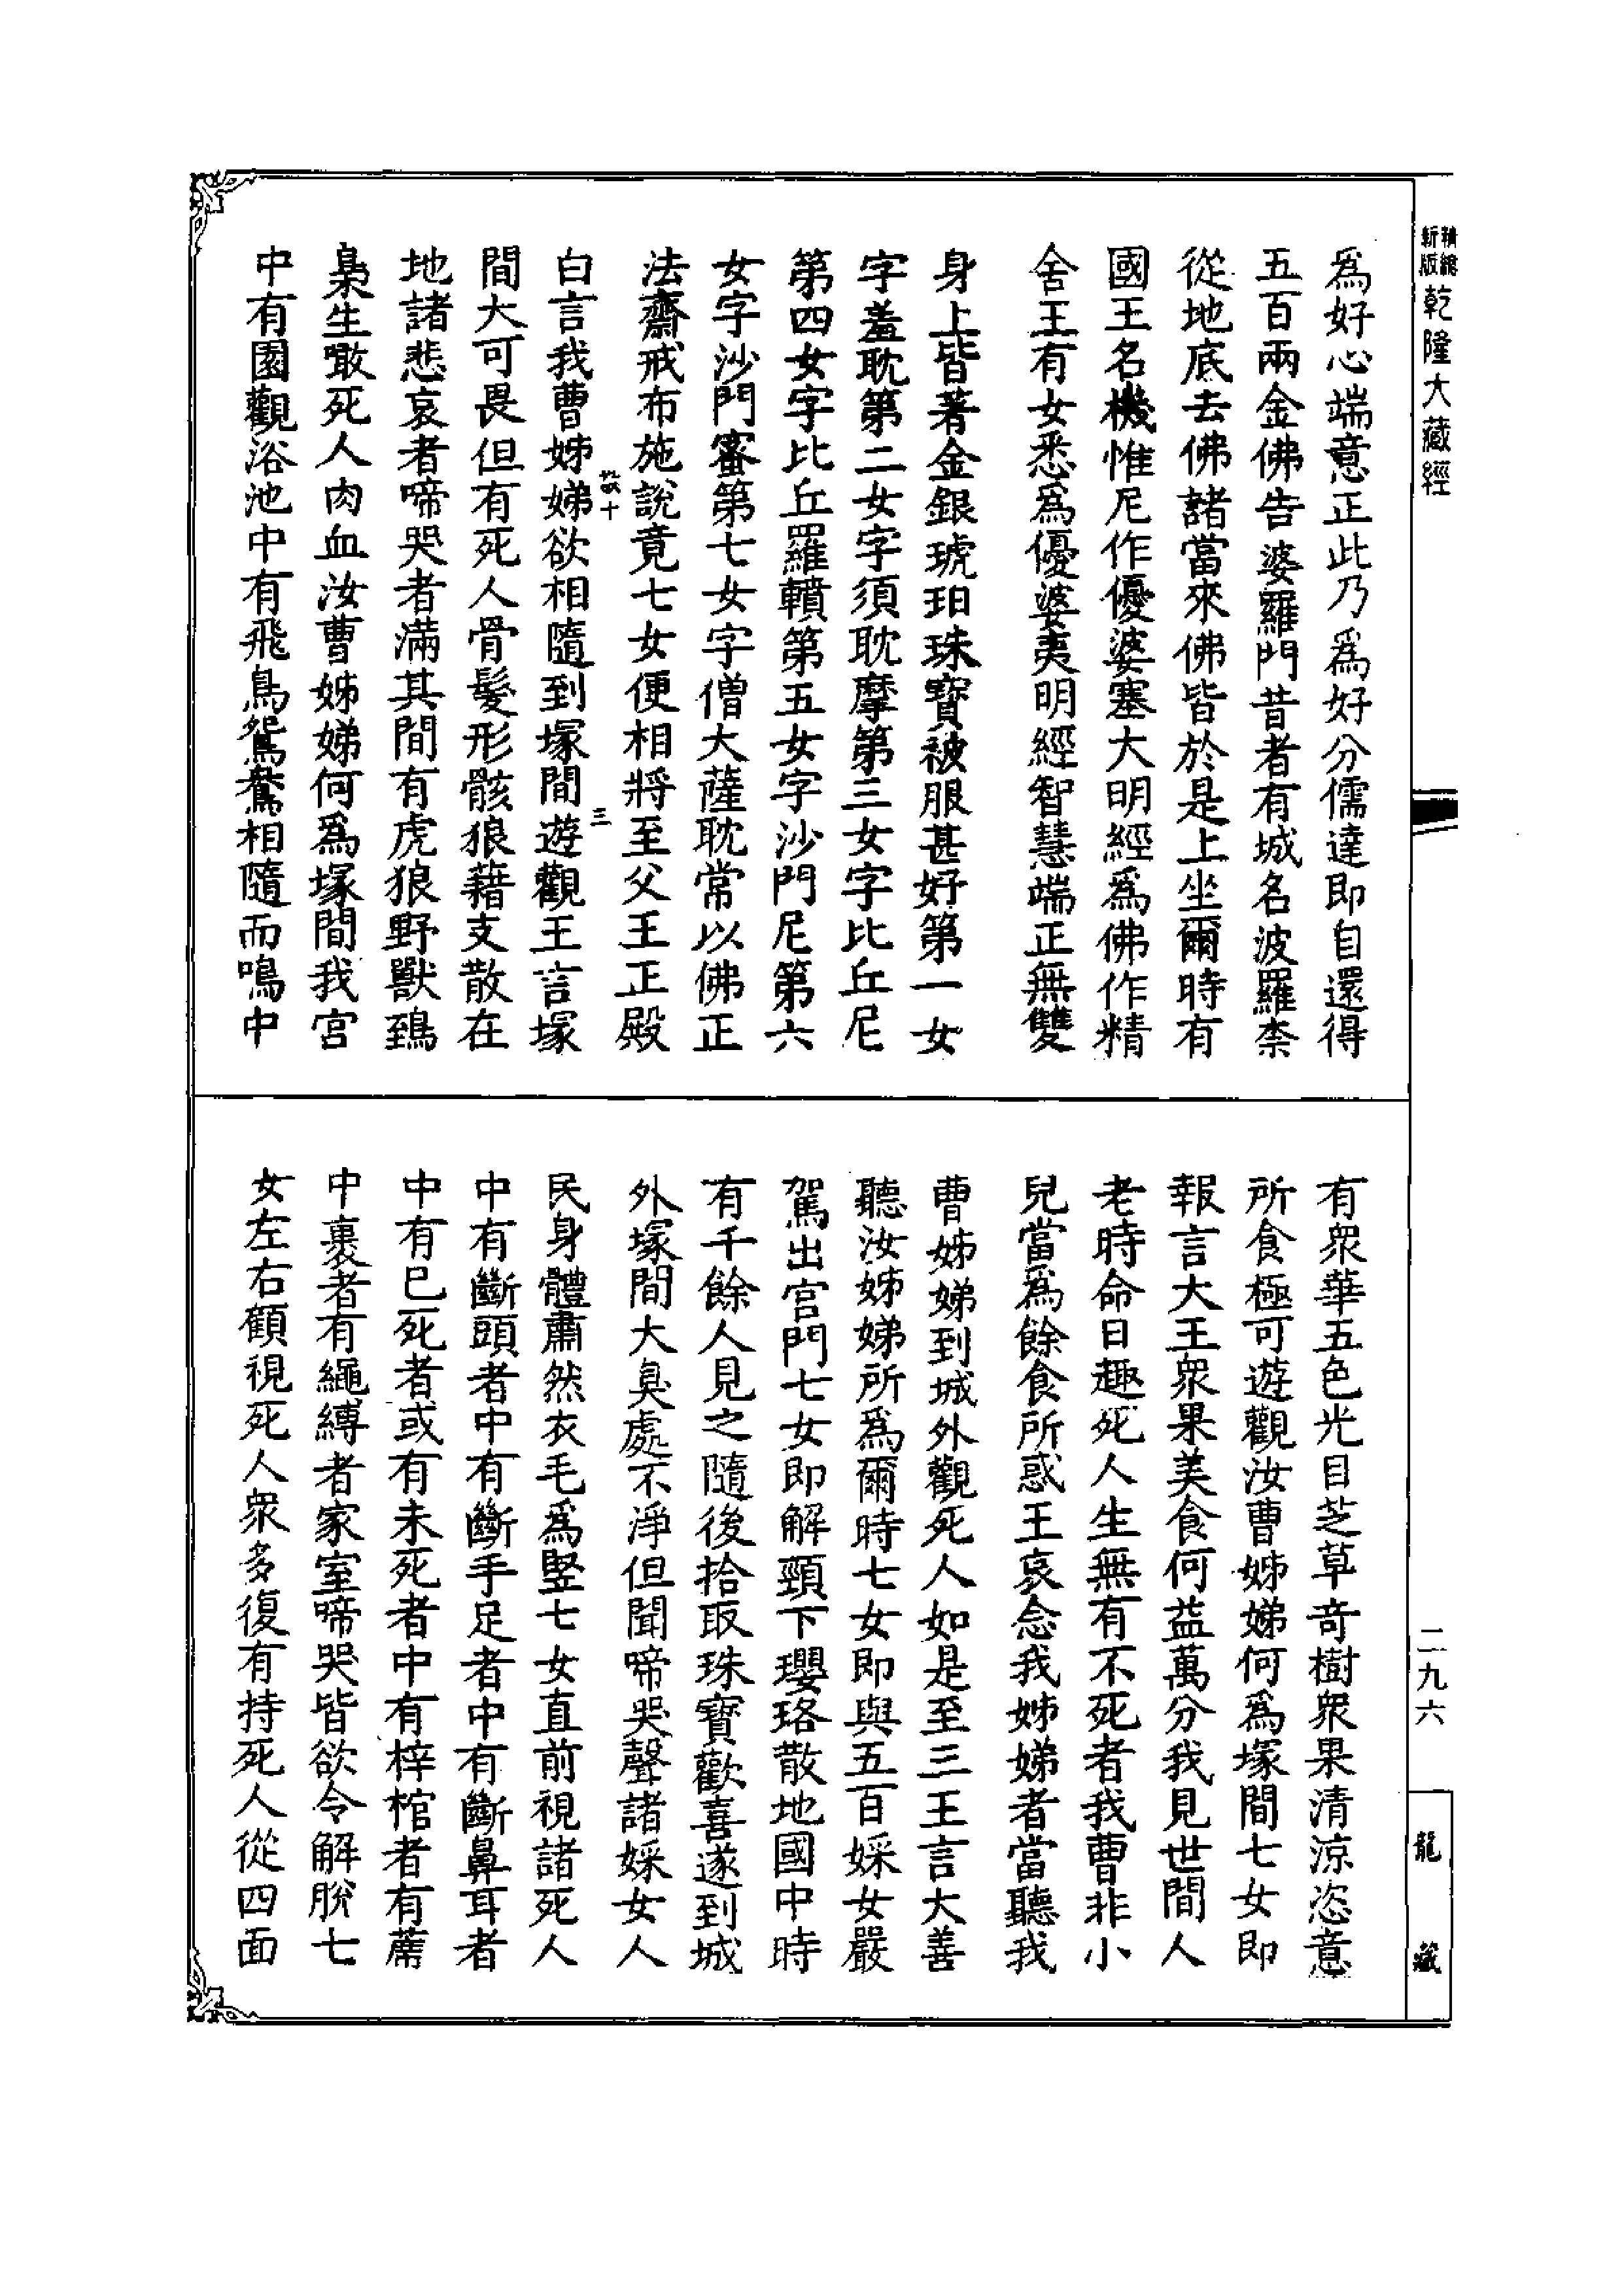 新版
乾隆大藏經
二九六
龍藏
為好心端意正此乃為好分儒達即自還得
五百兩金佛告婆羅門昔者有城名波羅柰
從地底去佛諸當來佛皆於是上坐爾時有
國王名機惟尼作優婆塞大明經為佛作精
舍王有女悉為優婆夷明經智慧端正無雙
身上皆著金銀琥珀珠寶被服甚好第一女
字羞耽第二女字須耽摩第三女字比丘尼
第四女字比丘羅轒第五女字沙門尼第六
女字沙門蜜第七女字僧大薩耽常以佛正
法齋戒布施說竟七女便相將至父王正殿
三
白言我曹姊娣欲相隨到塚間遊觀王言塚
間大可畏但有死人骨髮形骸狼藉支散在
地諸悲哀者啼哭者滿其間有虎狼野獸鵄
梟生噉死人肉血汝曹姊娣何為塚間我宮
中有園觀浴池中有飛鳥鴛鴦相隨而鳴中
有眾華五色光目芝草奇樹眾果清涼恣意
所食極可遊觀汝曹姊娣何為塚間七女即
報言大王眾果美食何益萬分我見世間人
老時命日趣死人生無有不死者我曹非小
兒當為餘食所惑王哀念我姊娣者當聽我
曹姊娣到城外觀死人如是至三王言大善
聽汝姊娣所為爾時七女即與五百婇女嚴
駕出宮門七女即解頸下瓔珞散地國中時
有千餘人見之隨後拾取珠寶歡喜遂到城
外塚間大臭處不淨但聞啼哭聲諸婇女人
民身體肅然衣毛為竪七女直前視諸死人
中有斷頭者中有斷手足者中有斷鼻耳者
中有已死者或有未死者中有梓棺者有蓆
中裹者有繩縛者家室啼哭皆欲令解脫七
女左右顧視死人眾多復有持死人從四面